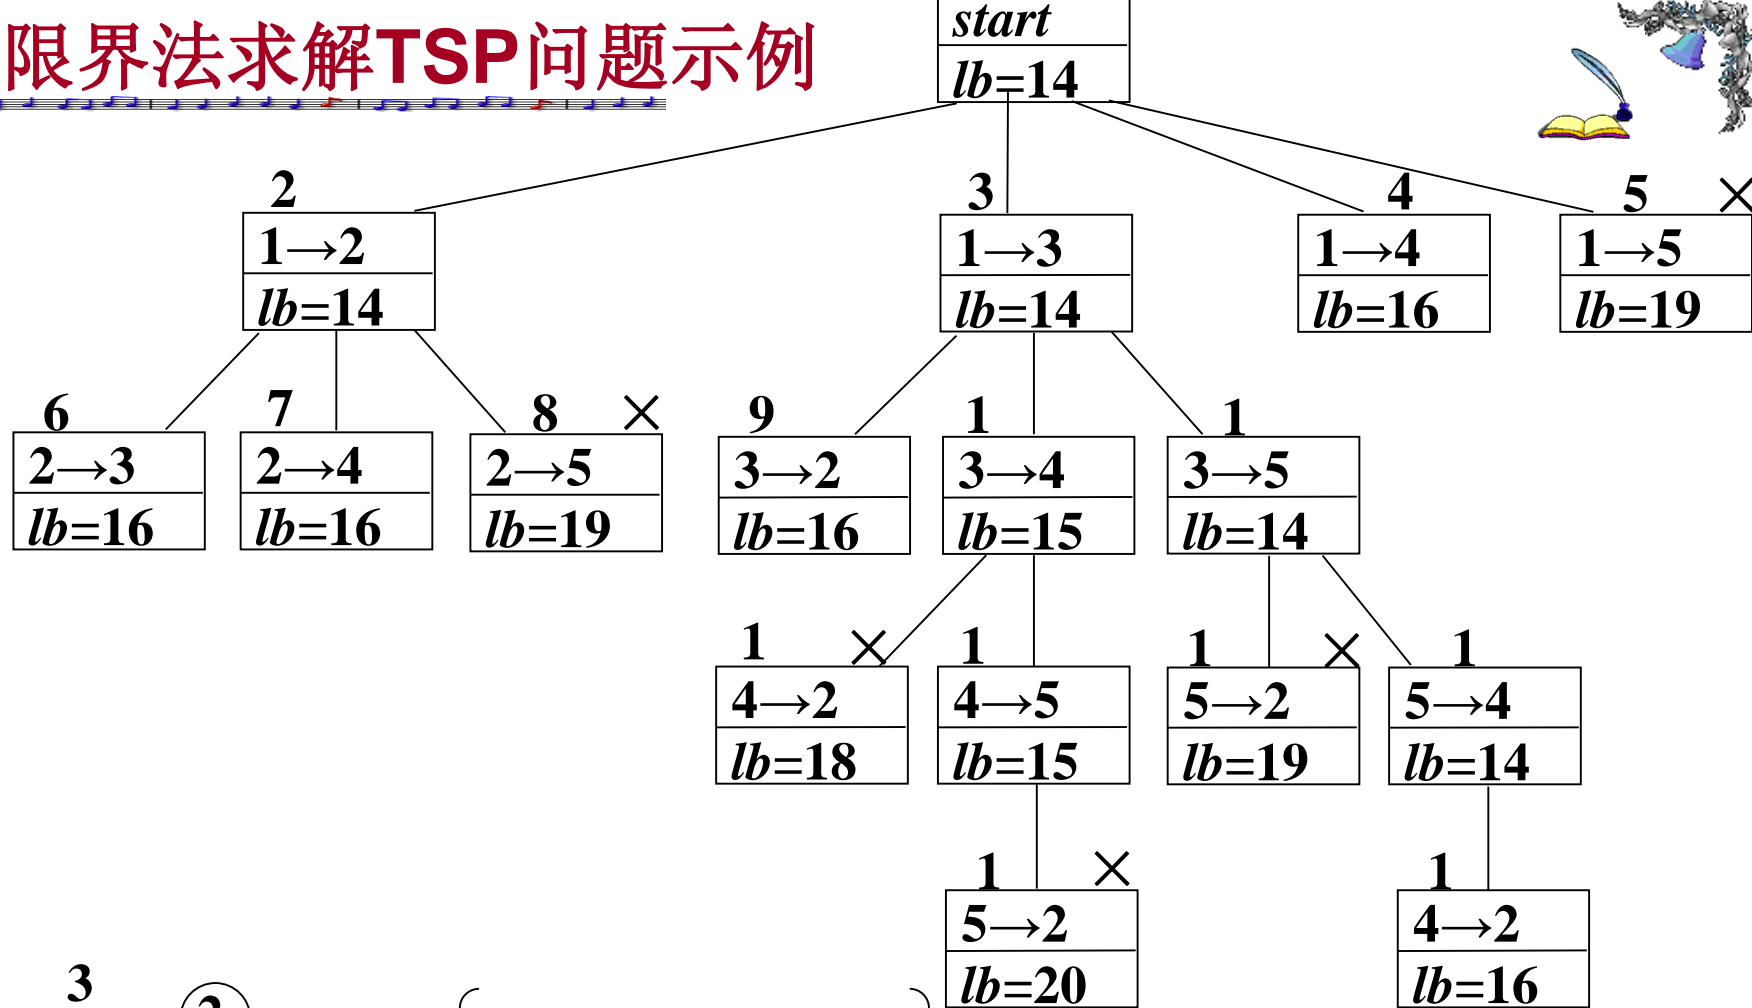 限界法求解TSP问题示例
start
lb=14
2
3
4
5 ×
1→2
lb=14
1→3
lb=14
1→4
lb=16
1→5
lb=19
6
7
8 ×
9
1
1
2→3
lb=16
2→4
lb=16
2→5
lb=19
3→2
lb=16
3→4
lb=15
3→5
lb=14
1 ×
1
1 ×
1
4→2
lb=18
4→5
lb=15
5→2
lb=19
5→4
lb=14
1 ×
1
5→2
lb=20
4→2
lb=16
3